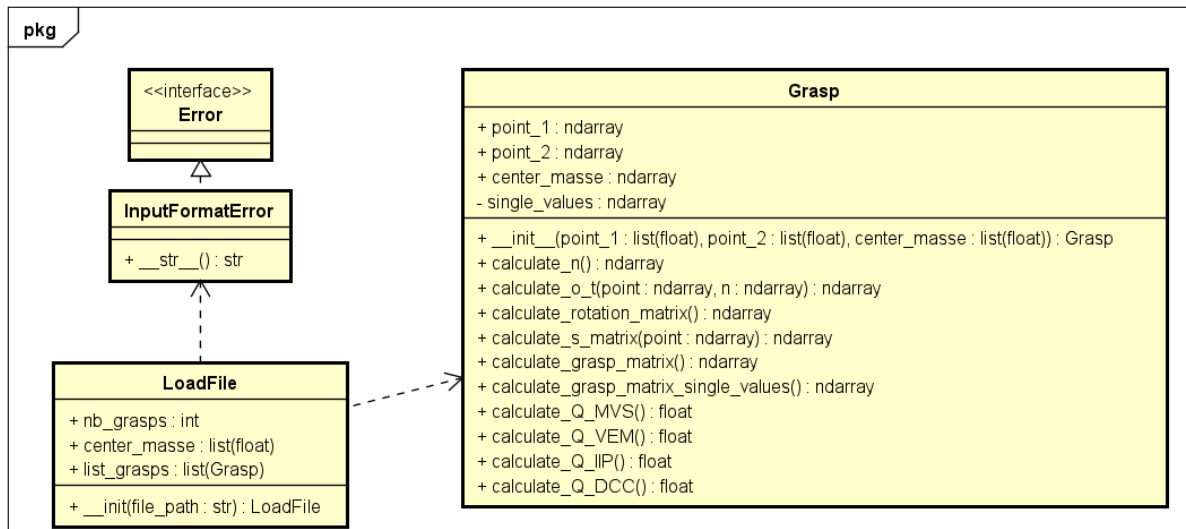 pkg
<<interface>>
Error
InputFormatError
+ __str__() : str
LoadFile
+ nb_grasps : int
+ center_masse : list(float)
+ list_grasps : list(Grasp)
+ __init(file_path : str) : LoadFile
Grasp
+ point_1 : ndarray
+ point_2 : ndarray
+ center_masse : ndarray
- single_values : ndarray
+ __init__(point_1 : list(float), point_2 : list(float), center_masse : list(float)) : Grasp
+ calculate_n() : ndarray
+ calculate_o_t(point : ndarray, n : ndarray) : ndarray
+ calculate_rotation_matrix() : ndarray
+ calculate_s_matrix(point : ndarray) : ndarray
+ calculate_grasp_matrix() : ndarray
+ calculate_grasp_matrix_single_values() : ndarray
+ calculate_Q_MVS() : float
+ calculate_Q_VEM() : float
+ calculate_Q_IIP() : float
+ calculate_Q_DCC() : float